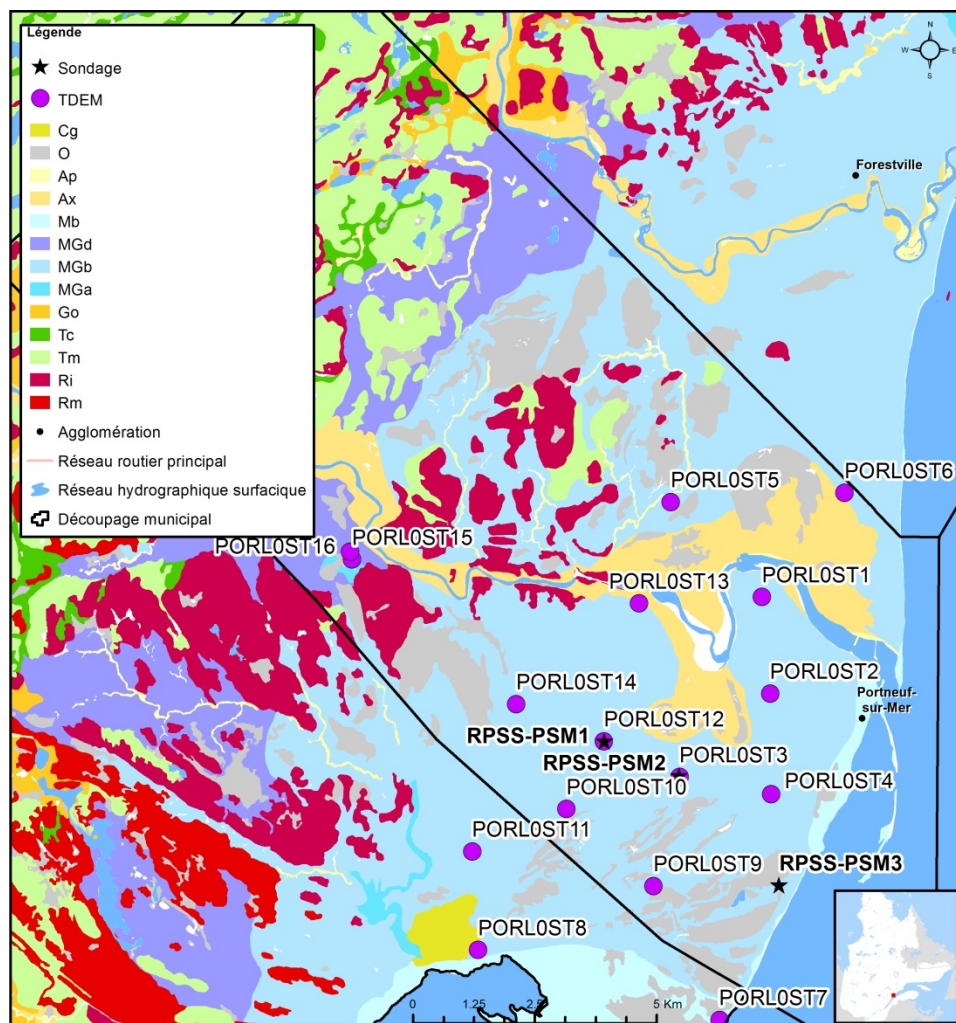 Légende
Sondage
TDEM
Cg
O
Ap
Ax
Mb
MGd
MGb
MGa
Go
Tc
Tm
Ri
Rm
Agglomération
Réseau routier principal
Réseau hydrographique surfacique
Découpage municipal
N
W E
S
Forestville
PORL0ST6
PORL0ST5
PORL0ST15
PORL0ST16
PORL0ST1
PORL0ST13
PORL0ST2
PORL0ST14
Portneuf-
sur-Mer
PORL0ST12
RPSS-PSM1
PORL0ST3
RPSS-PSM2
PORL0ST10
PORL0ST4
PORL0ST11
PORL0ST9
RPSS-PSM3
PORL0ST8
0 1.25 2.5 5 Km
PORL0ST7